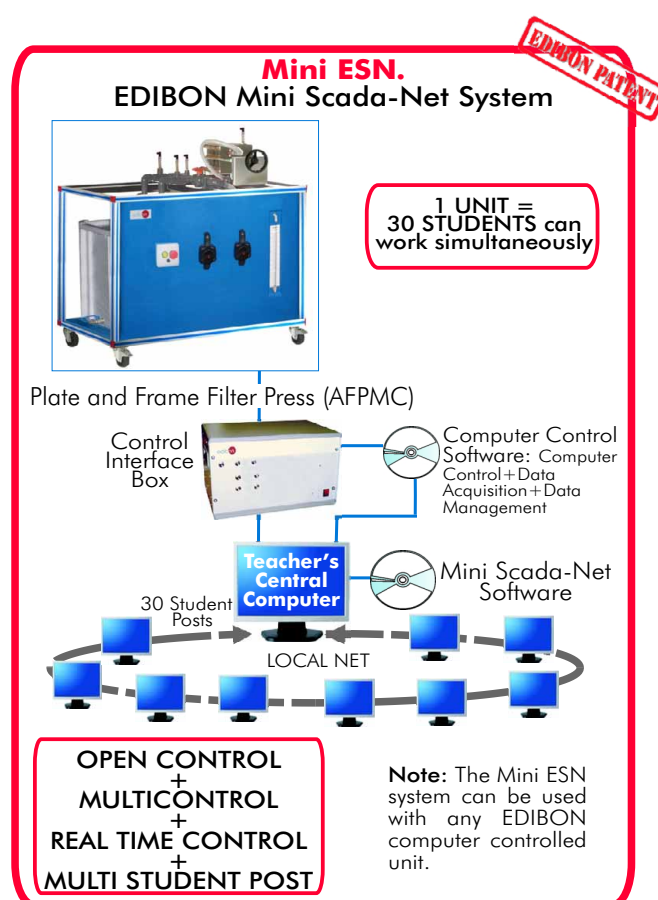 EDIBON PATENT
Mini ESN.
EDIBON Mini Scada-Net System
1 UNIT =
30 STUDENTS can
work simultaneously
Plate and Frame Filter Press (AFPMC)
Control
Interface
Box
Computer Control
Software: Computer
Control+Data
Acquisition+Data
Management
Teacher's
Central
Computer
Mini Scada-Net
Software
30 Student
Posts
LOCAL NET
OPEN CONTROL
+
MULTICONTROL
+
REAL TIME CONTROL
+
MULTI STUDENT POST
Note: The Mini ESN
system can be used
with any EDIBON
computer controlled
unit.